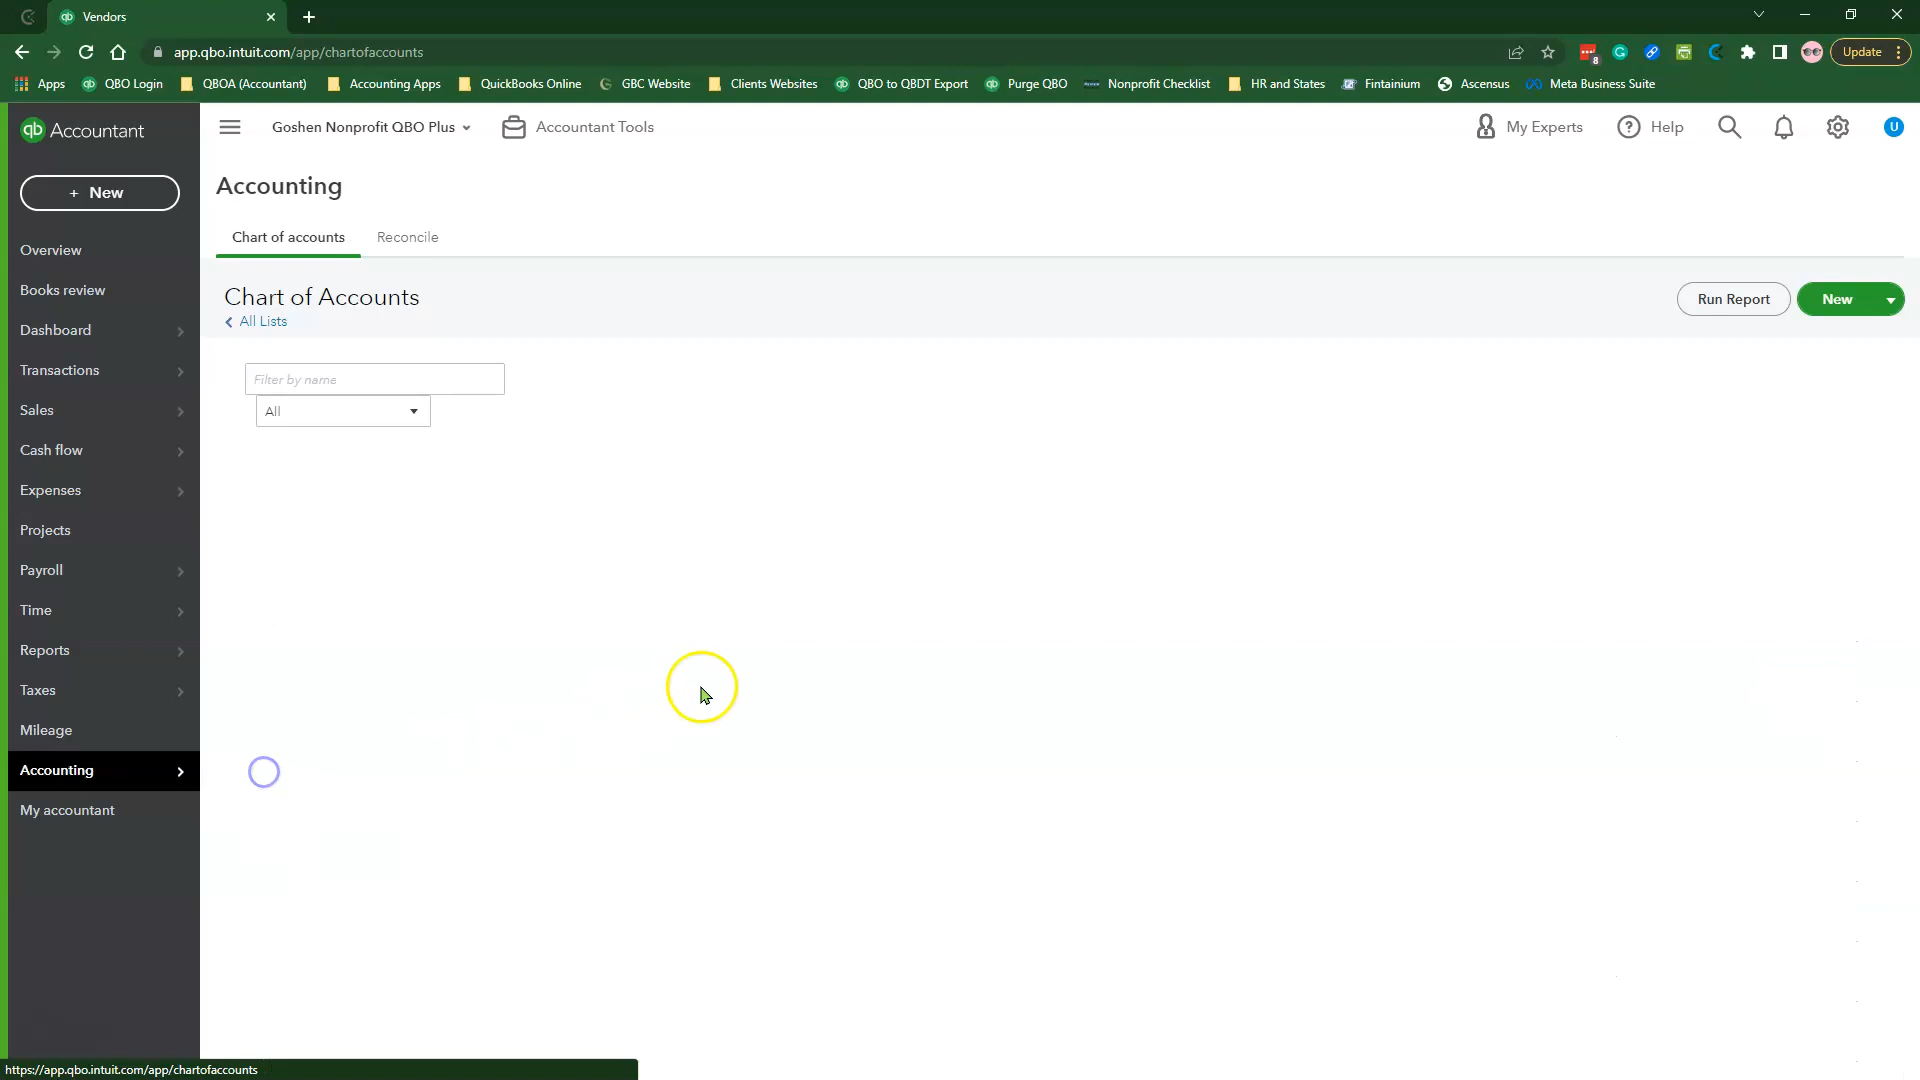 Vendors
app.qbo.intuit.com/app/chartofaccounts
Update
8
Apps
QBO Login
QBOA (Accountant)
Accounting Apps
QuickBooks Online
GBC Website
Clients Websites
QBO to QBDT Export
Purge QBO
Nonprofit Checklist
HR and States
Fintainium
Ascensus
Meta Business Suite
qb Accountant
Goshen Nonprofit QBO Plus
Accountant Tools
My Experts
Help
U
+ New
Accounting
Chart of accounts
Reconcile
Overview
Books review
Dashboard
Transactions
Sales
Cash flow
Expenses
Projects
Payroll
Time
Reports
Taxes
Mileage
Accounting
My accountant
Chart of Accounts
All Lists
Run Report
New
Filter by name
All
https://app.qbo.intuit.com/app/chartofaccounts